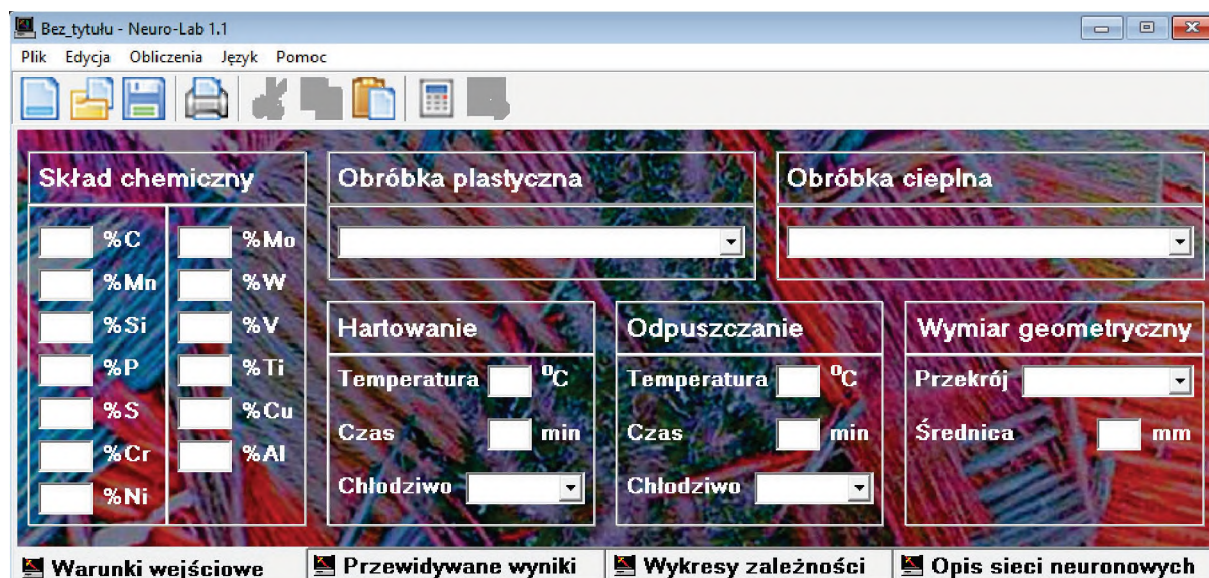 Bez_tytułu - Neuro-Lab 1.1
Plik Edycja Obliczenia Język Pomoc
Skład chemiczny
%C %Mo
%Mn %W
%Si %V
%P %Ti
%S %Cu
%Cr %Al
%Ni
Obróbka plastyczna
Obróbka cieplna
Hartowanie
Temperatura ⁰C
Czas min
Chłodziwo
Odpuszczanie
Temperatura ⁰C
Czas min
Chłodziwo
Wymiar geometryczny
Przekrój
Średnica mm
Warunki wejściowe Przewidywane wyniki Wykresy zależności Opis sieci neuronowych